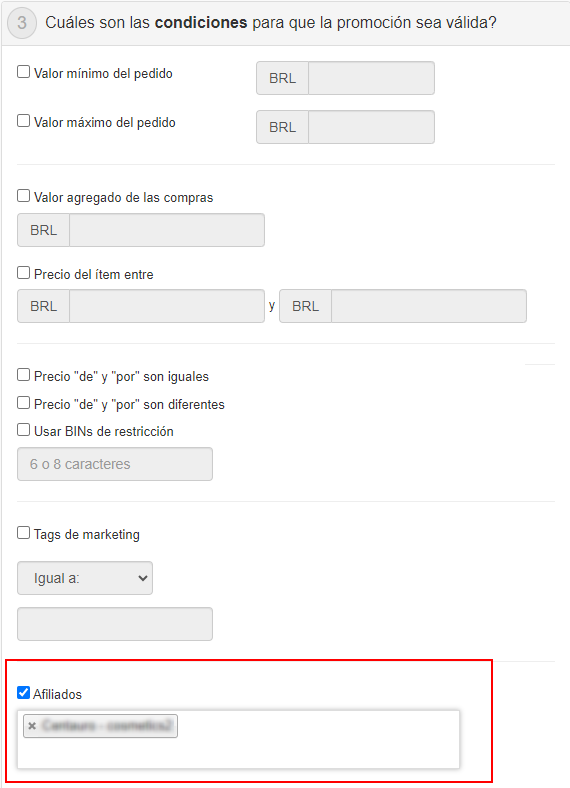 3 Cuáles son las condiciones para que la promoción sea válida?
Valor mínimo del pedido BRL
Valor máximo del pedido BRL
Valor agregado de las compras
BRL
Precio del ítem entre
BRL y BRL
Precio "de" y "por" son iguales
Precio "de" y "por" son diferentes
Usar BINs de restricción
6 o 8 caracteres
Tags de marketing
Igual a:
Afiliados
×